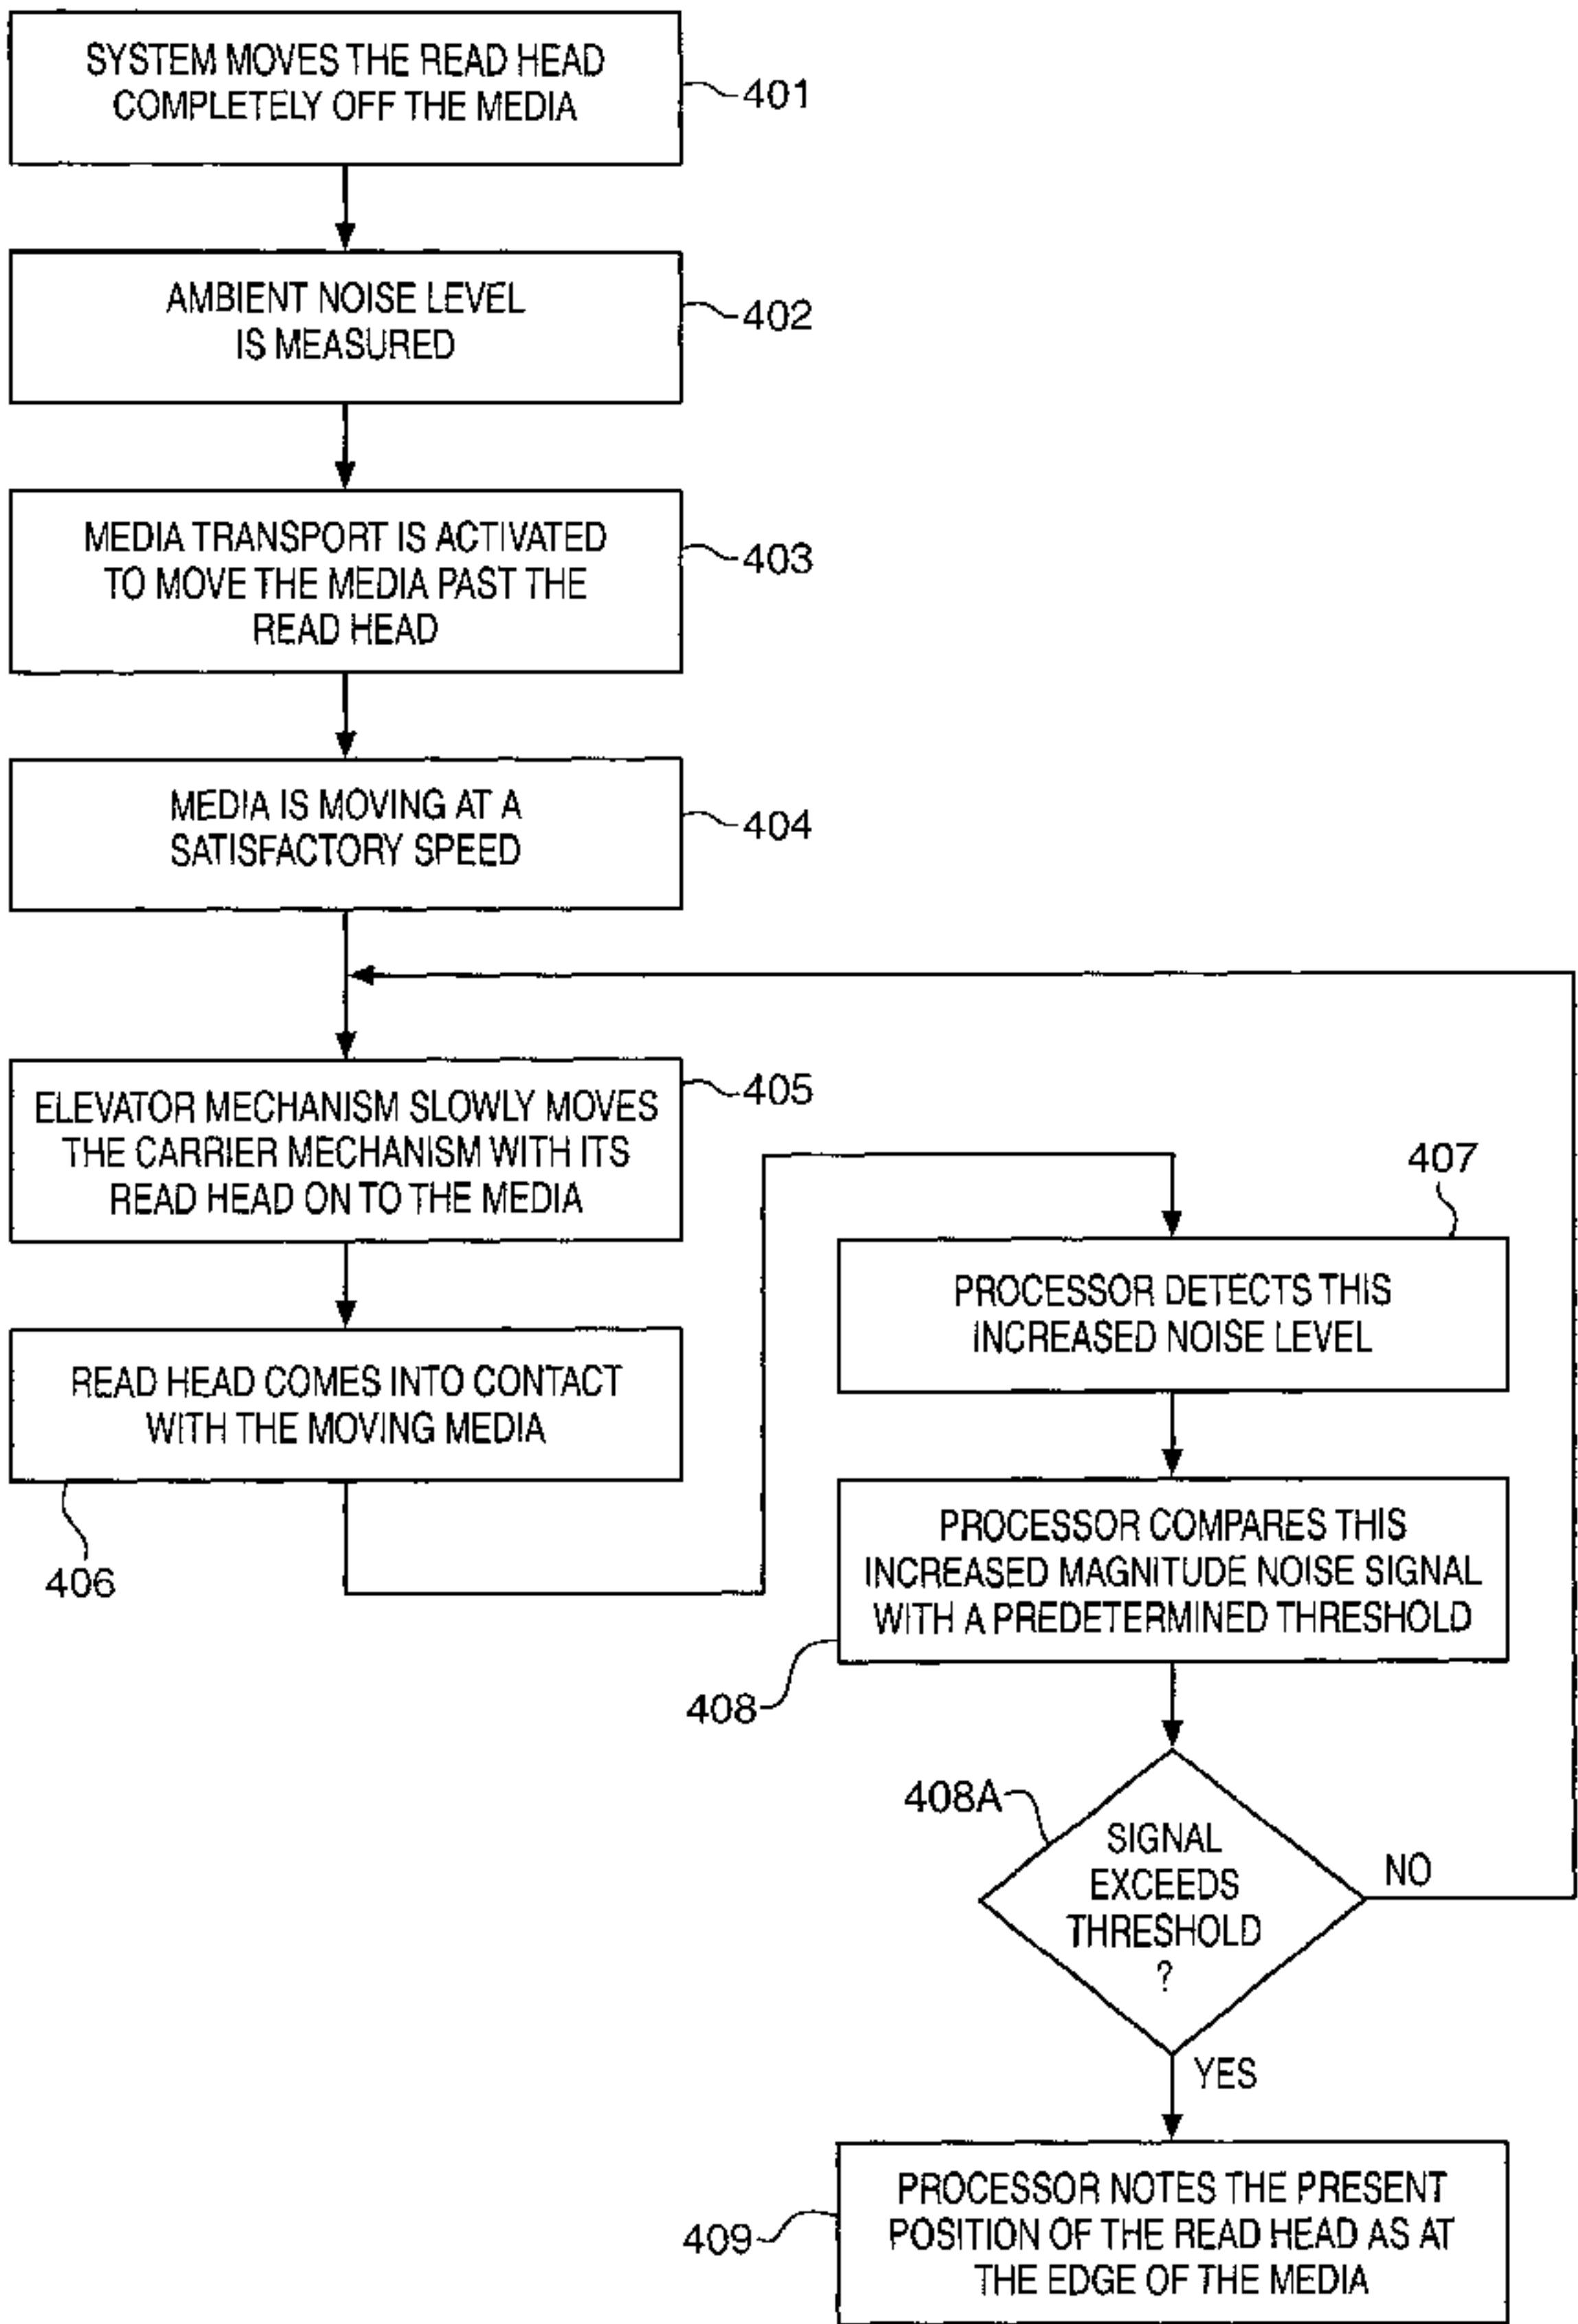 SYSTEM MOVES THE READ HEAD
COMPLETELY OFF THE MEDIA
401
AMBIENT NOISE LEVEL
IS MEASURED
402
MEDIA TRANSPORT IS ACTIVATED
TO MOVE THE MEDIA PAST THE
READ HEAD
403
MEDIA IS MOVING AT A
SATISFACTORY SPEED
404
ELEVATOR MECHANISM SLOWLY MOVES
THE CARRIER MECHANISM WITH ITS
READ HEAD ON TO THE MEDIA
405
READ HEAD COMES INTO CONTACT
WITH THE MOVING MEDIA
406
407
PROCESSOR DETECTS THIS
INCREASED NOISE LEVEL
PROCESSOR COMPARES THIS
INCREASED MAGNITUDE NOISE SIGNAL
WITH A PREDETERMINED THRESHOLD
408
408A
SIGNAL
EXCEEDS
THRESHOLD
?
NO
YES
PROCESSOR NOTES THE PRESENT
POSITION OF THE READ HEAD AS AT
THE EDGE OF THE MEDIA
409